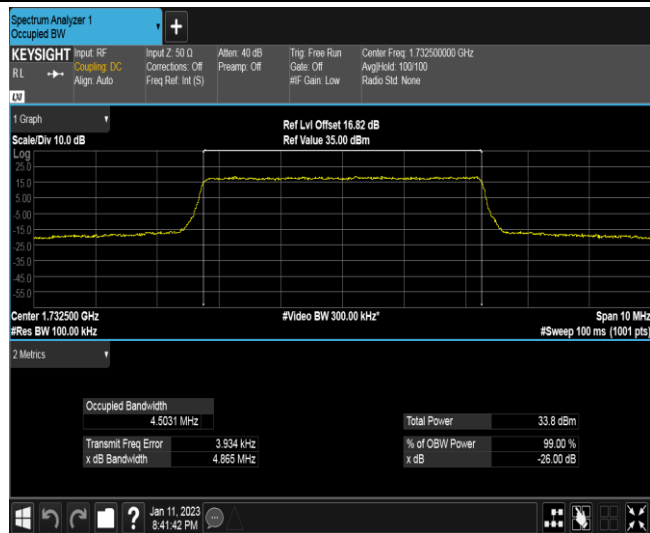 Spectrum Analyzer 1
Occupied BW
+
KEYSIGHT
RL
Input: RF
Coupling: DC
Align: Auto
Input Z: 50 Ω
Corrections: Off
Freq Ref: Int (S)
Atten: 40 dB
Preamp: Off
Trig: Free Run
Gate: Off
#IF Gain: Low
Center Freq: 1.732500000 GHz
Avg|Hold: 100/100
Radio Std: None
1 Graph
Scale/Div 10.0 dB
Ref Lvl Offset 16.82 dB
Ref Value 35.00 dBm
Log
25.0
15.0
5.00
-5.00
-15.0
-25.0
-35.0
-45.0
-55.0
Center 1.732500 GHz
#Res BW 100.00 kHz
#Video BW 300.00 kHz*
Span 10 MHz
#Sweep 100 ms (1001 pts)
2 Metrics
Occupied Bandwidth
4.5031 MHz
Transmit Freq Error 3.934 kHz
x dB Bandwidth 4.865 MHz
Total Power 33.8 dBm
% of OBW Power 99.00 %
x dB -26.00 dB
?
Jan 11, 2023
8:41:42 PM